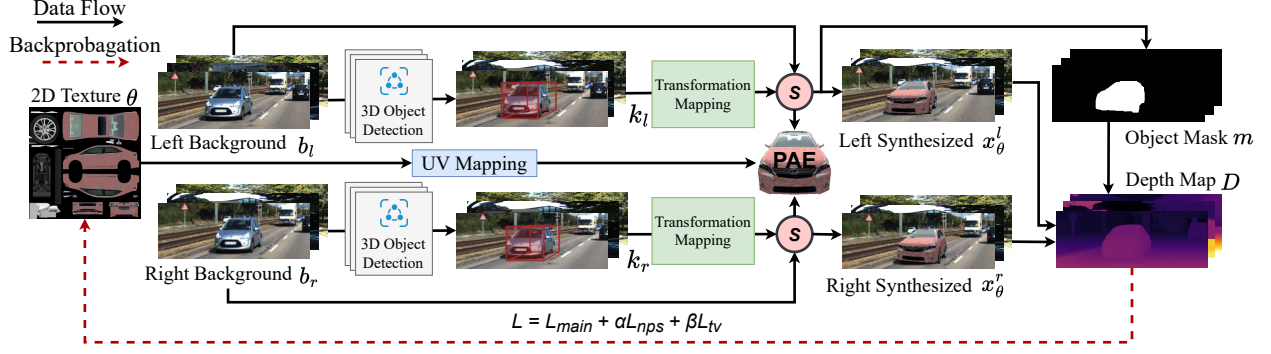 Data Flow
Backprobagation
2D Texture θ
Left Background b_l
3D Object
Detection
k_l
Transformation
Mapping
S
Left Synthesized x_θ^l
Object Mask m
UV Mapping
PAE
Depth Map D
Right Background b_r
3D Object
Detection
k_r
Transformation
Mapping
S
Right Synthesized x_θ^r
L = L_main + αL_nps + βL_tv